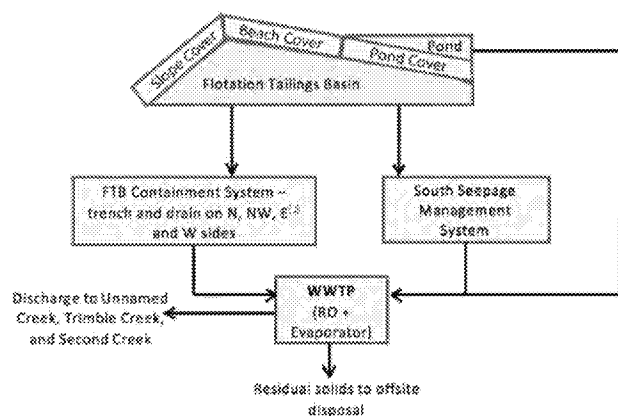 Slope Cover
Beach Cover
Pond
Pond Cover
Flotation Tailings Basin
FTB Containment System –
trench and drain on N, NW, E
and W sides
South Seepage
Management
System
WWTP
(RO +
Evaporator)
Discharge to Unnamed
Creek, Trimble Creek,
and Second Creek
Residual solids to offsite
disposal